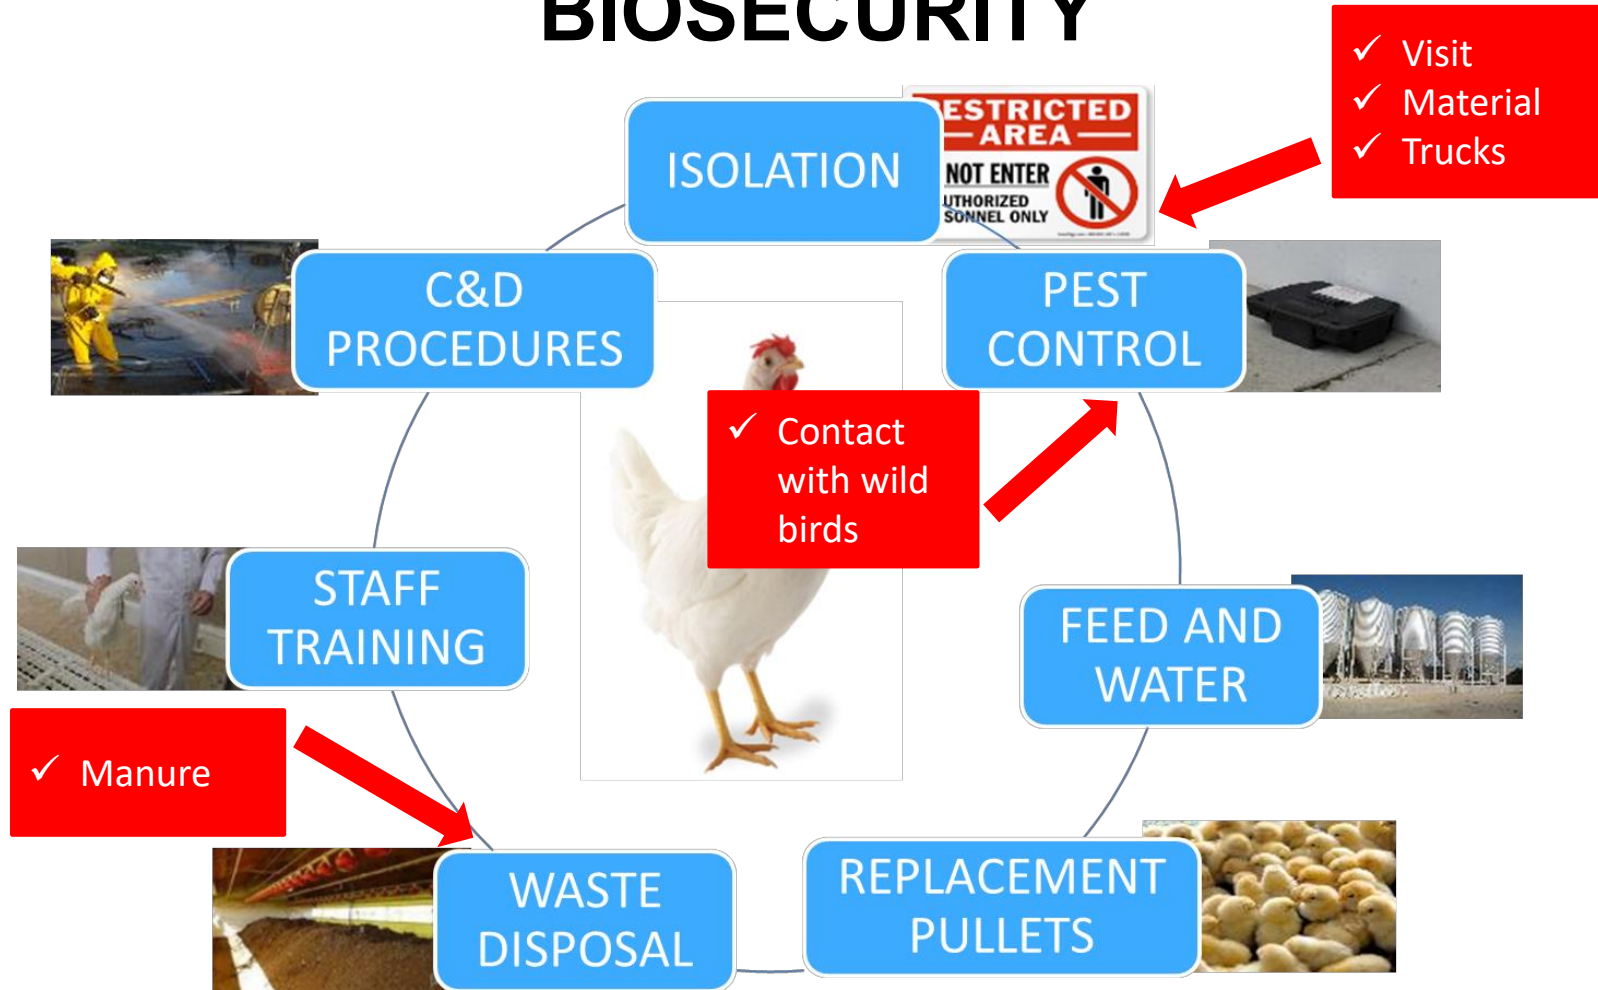 BIOSECURITY
✓ Visit
✓ Material
✓ Trucks
ISOLATION
ESTRICTED
AREA
NOT ENTER
UTHORIZED
SONNEL ONLY
C&D
PROCEDURES
PEST
CONTROL
✓ Contact
with wild
birds
STAFF
TRAINING
FEED AND
WATER
✓ Manure
WASTE
DISPOSAL
REPLACEMENT
PULLETS